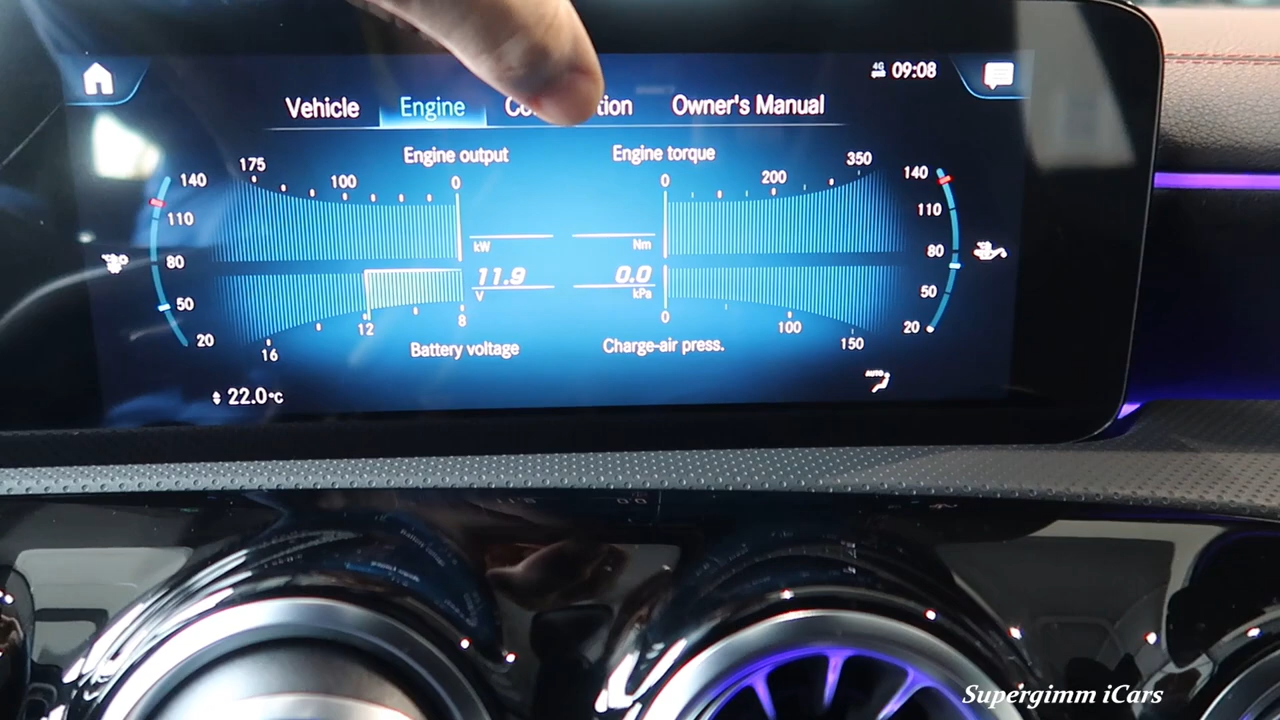 4G 09:08
Vehicle Engine Owner's Manual
Engine output Engine torque
175 100 0 0 200 350
140 110 80 50 20
140 110 80 50 20
kW Nm
11.9 0.0
V kPa
16 12 8 0 100 150
Battery voltage Charge-air press.
22.0°C
AUTO
Supergimm iCars